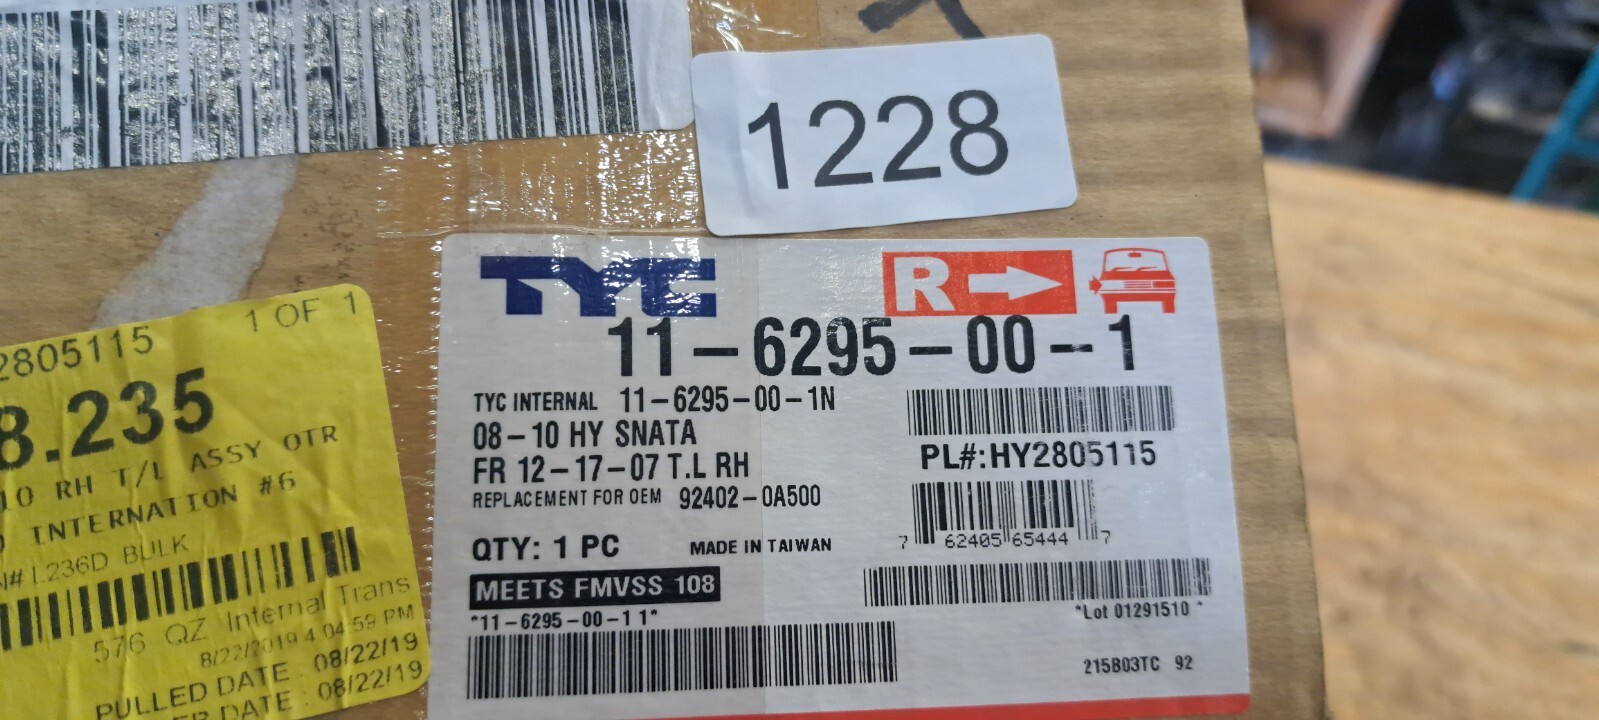 1228
TYC
R
11-6295-00-1
TYC INTERNAL 11-6295-00-1N
08-10 HY SNATA
FR 12-17-07 T.L RH
REPLACEMENT FOR OEM 92402-0A500
PL#:HY2805115
7 62405 65444 7
QTY: 1 PC
MADE IN TAIWAN
MEETS FMVSS 108
*11-6295-00-1 1*
*Lot 01291510 *
215B03TC 92
1 OF 1
2805115
8.235
10 RH T/L ASSY OTR
INTERNATION #6
L236D BULK
576 QZ Internal Trans
8/22/2019 4:04:59 PM
PULLED DATE : 08/22/19
DATE : 08/22/19